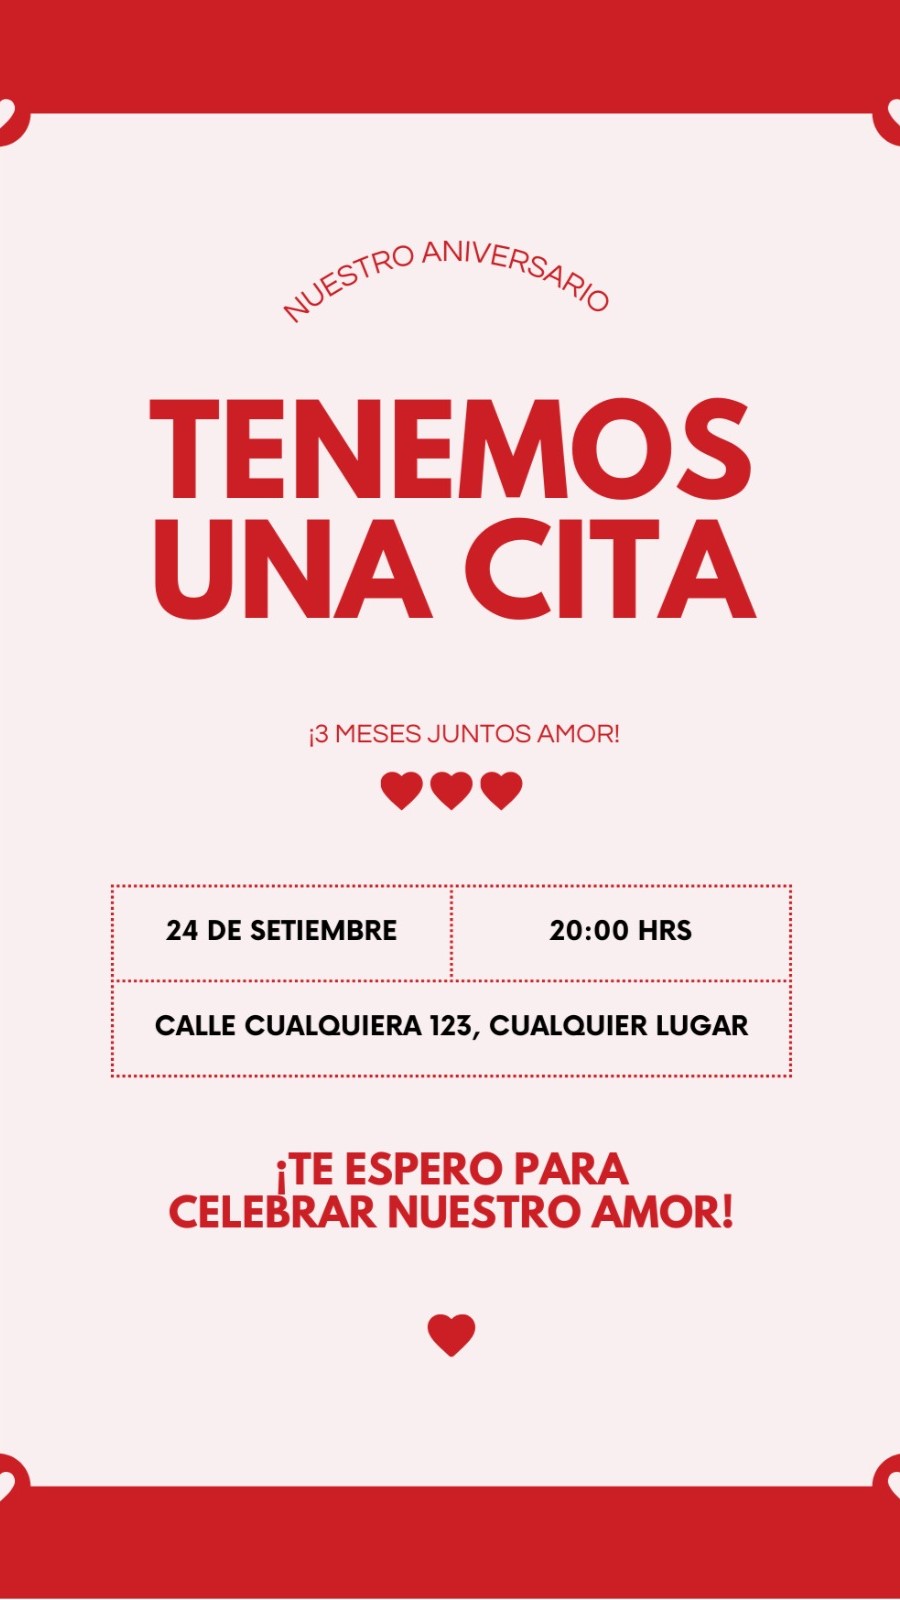 NUESTRO ANIVERSARIO
TENEMOS
UNA CITA
¡3 MESES JUNTOS AMOR!
24 DE SETIEMBRE
20:00 HRS
CALLE CUALQUIERA 123, CUALQUIER LUGAR
¡TE ESPERO PARA
CELEBRAR NUESTRO AMOR!